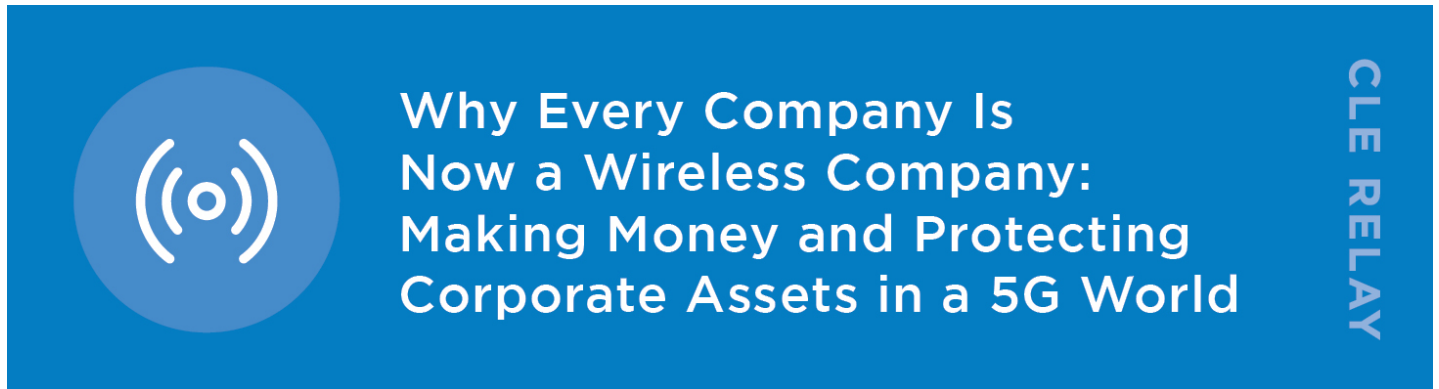 Why Every Company Is
Now a Wireless Company:
Making Money and Protecting
Corporate Assets in a 5G World
CLE RELAY